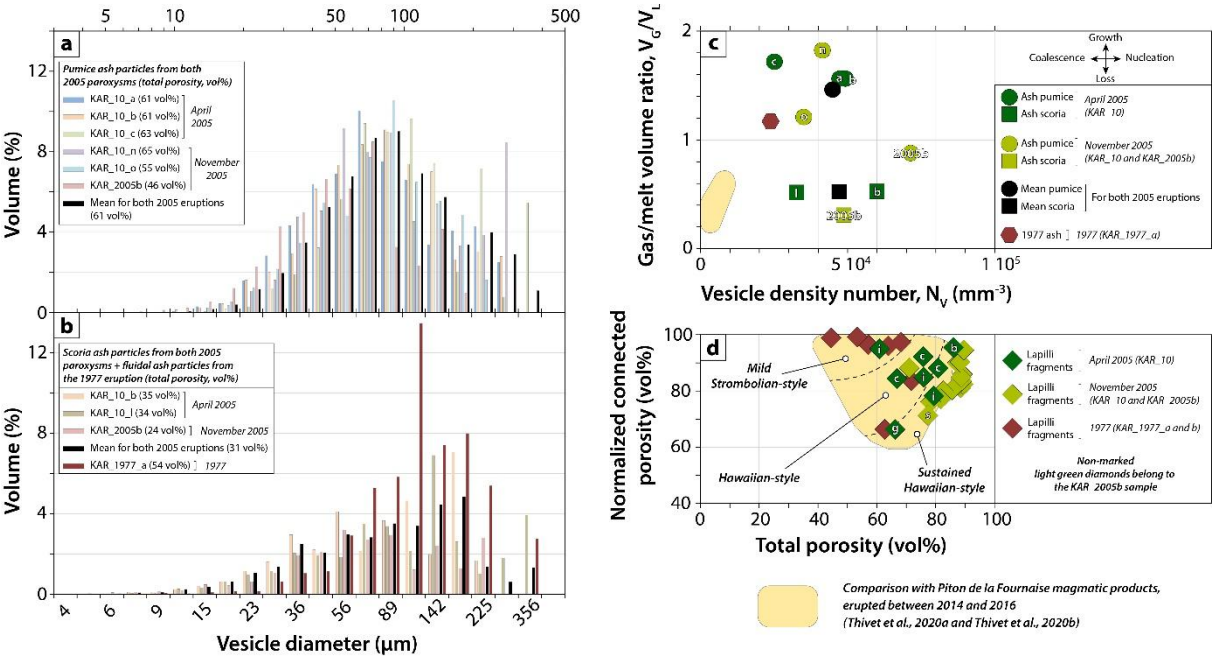 5 10 50 100 500
a
Pumice ash particles from both
2005 paroxysms (total porosity, vol%)
KAR_10_a (61 vol%)
KAR_10_b (61 vol%)
KAR_10_c (63 vol%)
April
2005
KAR_10_n (65 vol%)
KAR_10_o (55 vol%)
KAR_2005b (46 vol%)
November
2005
Mean for both 2005 eruptions
(61 vol%)
Volume (%)
12
8
4
0
b
Scoria ash particles from both 2005
paroxysms + fluidal ash particles from
the 1977 eruption (total porosity, vol%)
KAR_10_b (35 vol%)
KAR_10_l (34 vol%)
April 2005
KAR_2005b (24 vol%)
November 2005
Mean for both 2005 eruptions (31 vol%)
KAR_1977_a (54 vol%)
1977
Volume (%)
12
8
4
0
4 6 9 15 23 36 56 89 142 225 356
Vesicle diameter (µm)
c
Gas/melt volume ratio, VG/VL
2
1
0
n
c
a
b
o
2005b
l
b
2005b
Growth
Coalescence
Nucleation
Loss
Ash pumice
Ash scoria
April 2005
(KAR_10)
Ash pumice
Ash scoria
November 2005
(KAR_10 and KAR_2005b)
Mean pumice
Mean scoria
For both 2005 eruptions
1977 ash
1977 (KAR_1977_a)
0 5 10⁴ 1 10⁵
Vesicle density number, NV (mm⁻³)
d
Normalized connected
porosity (vol%)
100
80
60
40
Mild
Strombolian-style
Hawaiian-style
Sustained
Hawaiian-style
i
b
c
c
i
s
g
Lapilli
fragments
April 2005 (KAR_10)
Lapilli
fragments
November 2005
(KAR_10 and KAR_2005b)
Lapilli
fragments
1977 (KAR_1977_a and b)
Non-marked
light green diamonds belong to
the KAR_2005b sample
0 20 40 60 80 100
Total porosity (vol%)
Comparison with Piton de la Fournaise magmatic products,
erupted between 2014 and 2016
(Thivet et al., 2020a and Thivet et al., 2020b)